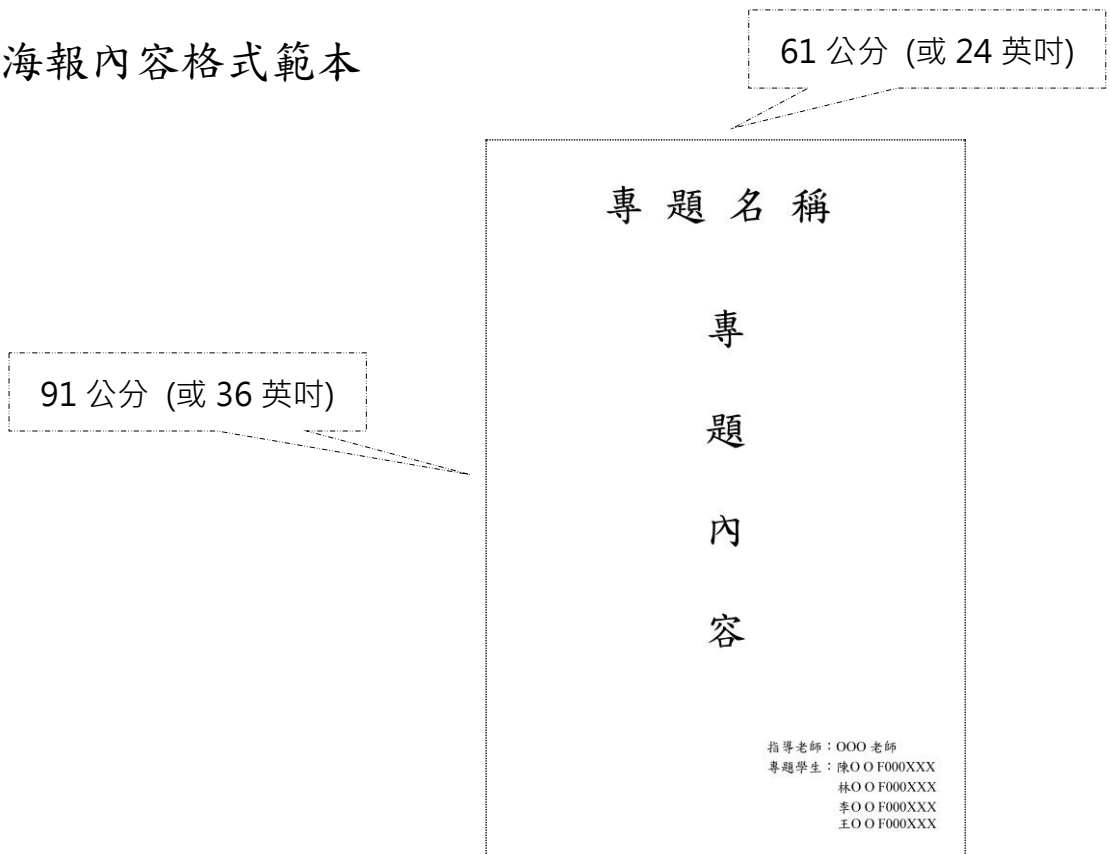 海報內容格式範本
61 公分 (或 24 英吋)
專 題 名 稱
91 公分 (或 36 英吋)
專
題
內
容
指導老師：OOO 老師
專題學生：陳O O F000XXX
林O O F000XXX
李O O F000XXX
王O O F000XXX